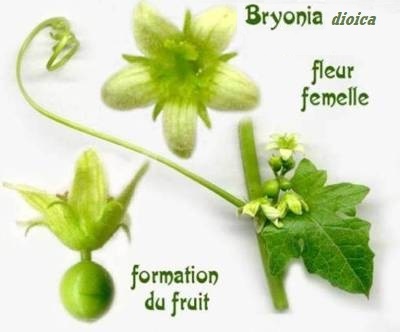 Bryonia dioica
fleur
femelle
formation
du fruit